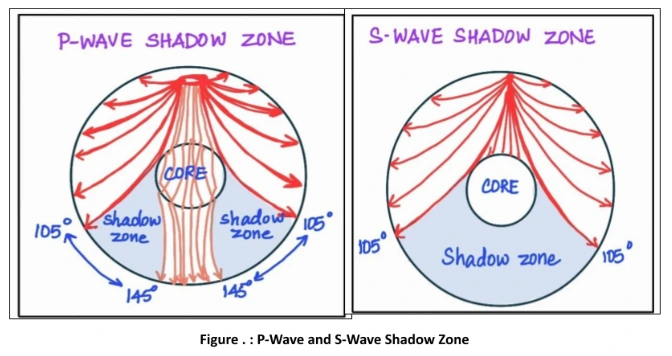 P-WAVE SHADOW ZONE
CORE
shadow
zone
shadow
zone
105°
105°
145°
145°
S-WAVE SHADOW ZONE
CORE
105°
Shadow zone
105°
Figure . : P-Wave and S-Wave Shadow Zone